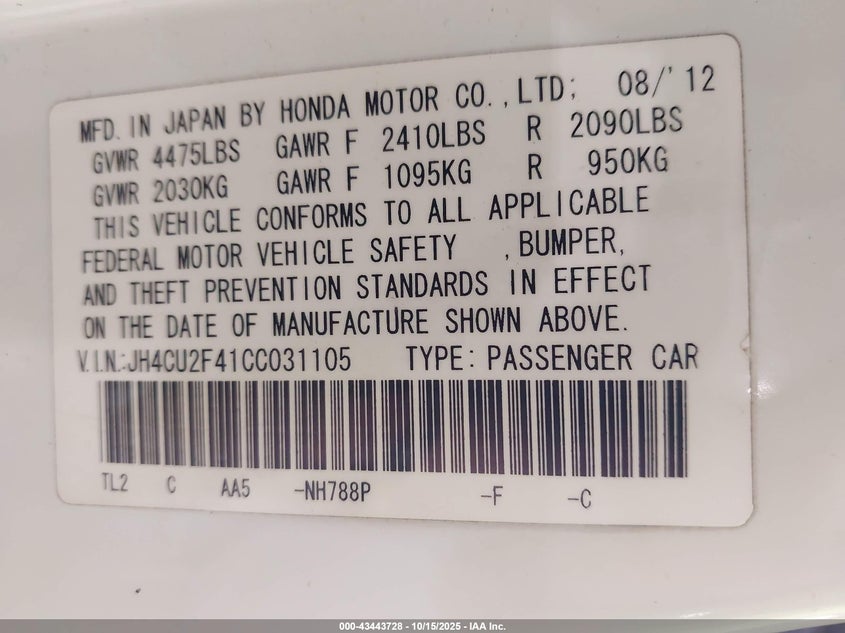 MFD. IN JAPAN BY HONDA MOTOR CO., LTD; 08/'12
GVWR 4475LBS GAWR F 2410LBS R 2090LBS
GVWR 2030KG GAWR F 1095KG R 950KG
THIS VEHICLE CONFORMS TO ALL APPLICABLE
FEDERAL MOTOR VEHICLE SAFETY , BUMPER,
AND THEFT PREVENTION STANDARDS IN EFFECT
ON THE DATE OF MANUFACTURE SHOWN ABOVE.
V.I.N.:JH4CU2F41CC031105 TYPE: PASSENGER CAR
TL2 C AA5 -NH788P -F -C
000-43443728 - 10/15/2025 - IAA Inc.